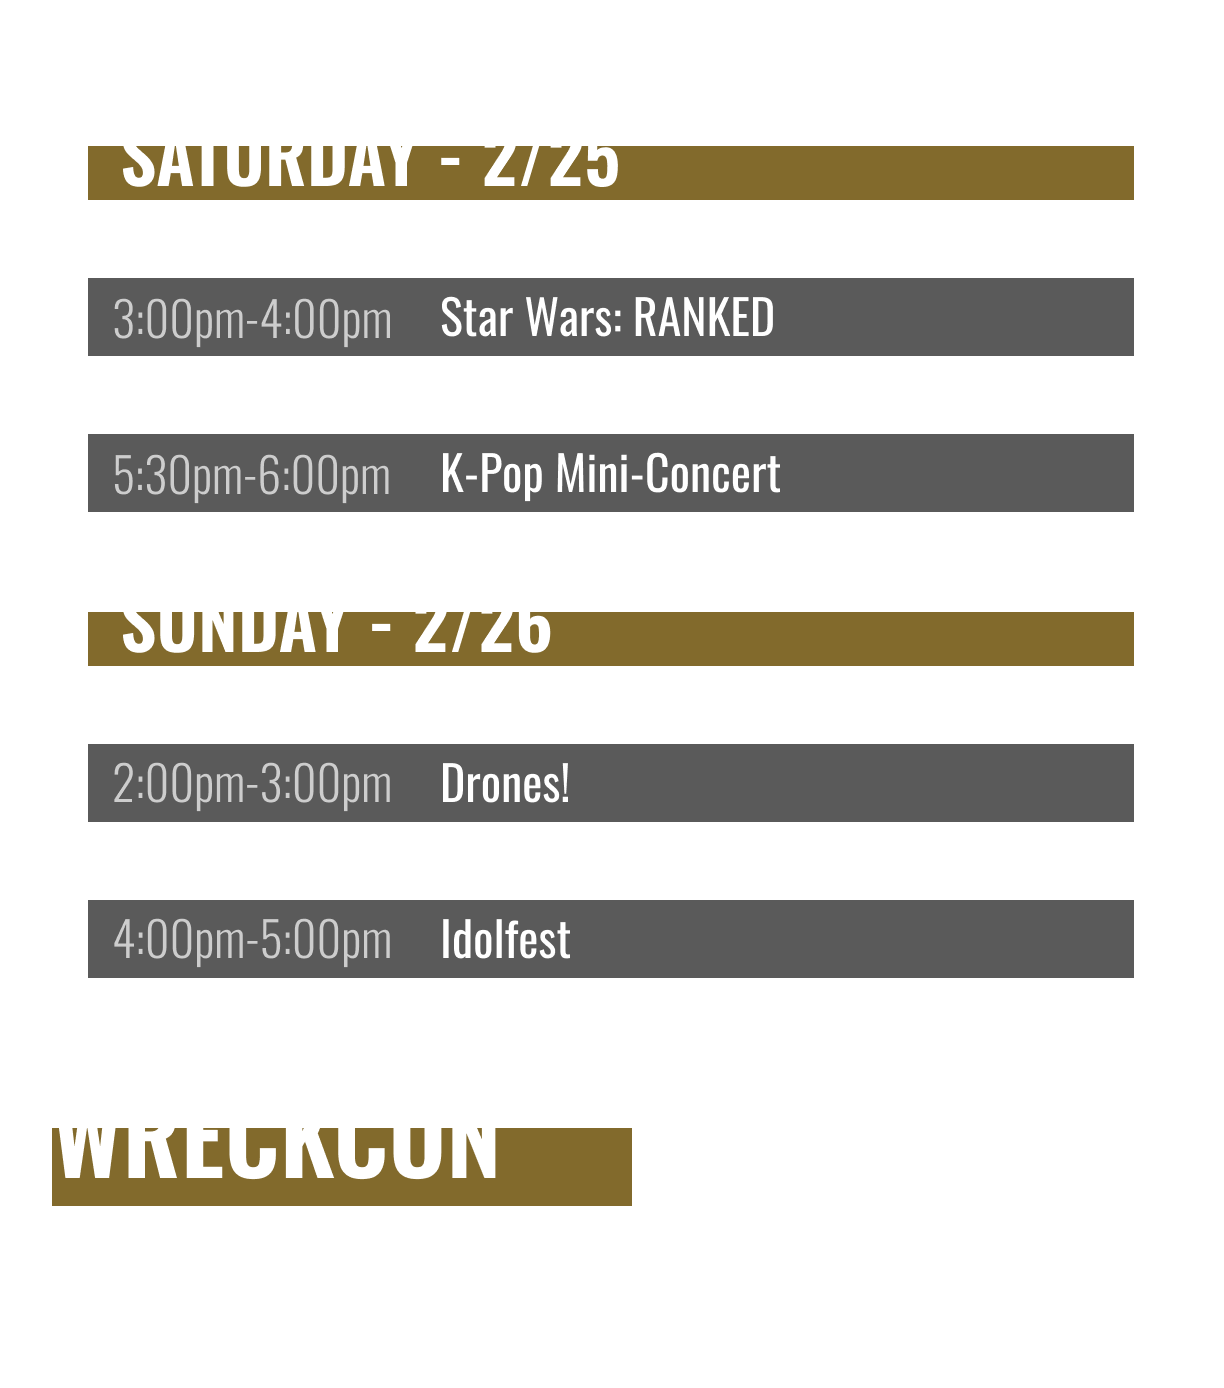 SATURDAY - 2/25
3:00pm-4:00pm Star Wars: RANKED
5:30pm-6:00pm K-Pop Mini-Concert
SUNDAY - 2/26
2:00pm-3:00pm Drones!
4:00pm-5:00pm Idolfest
WRECKCON